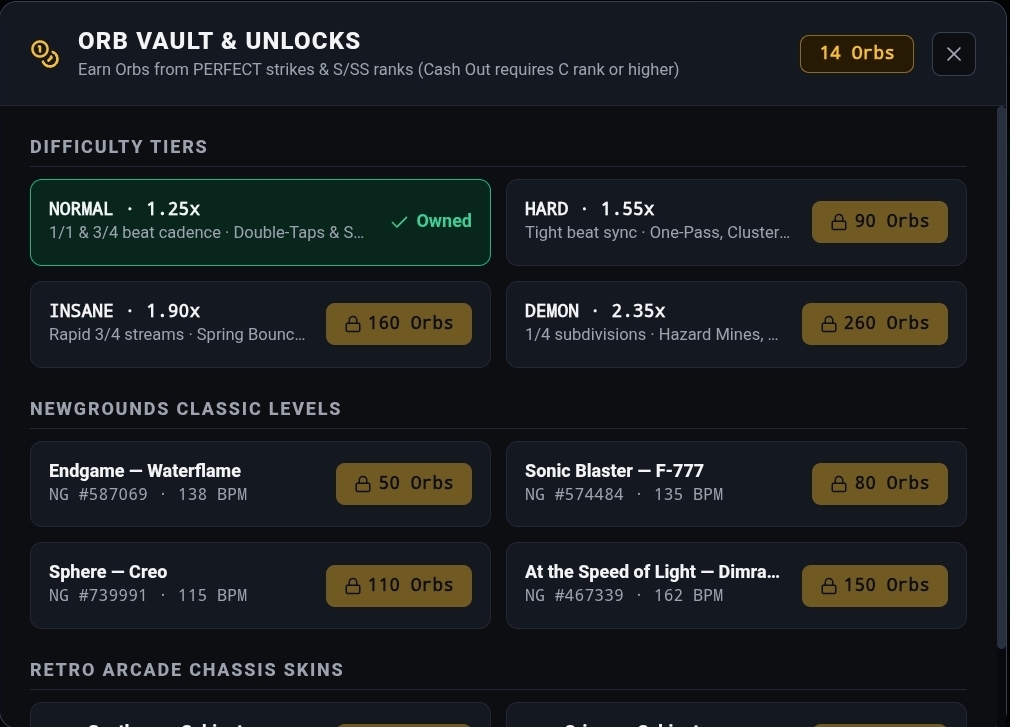 ORB VAULT & UNLOCKS
Earn Orbs from PERFECT strikes & S/SS ranks (Cash Out requires C rank or higher)
14 Orbs
DIFFICULTY TIERS
NORMAL · 1.25x
1/1 & 3/4 beat cadence · Double-Taps & S...
Owned
HARD · 1.55x
Tight beat sync · One-Pass, Cluster...
90 Orbs
INSANE · 1.90x
Rapid 3/4 streams · Spring Bounc...
160 Orbs
DEMON · 2.35x
1/4 subdivisions · Hazard Mines, ...
260 Orbs
NEWGROUNDS CLASSIC LEVELS
Endgame — Waterflame
NG #587069 · 138 BPM
50 Orbs
Sonic Blaster — F-777
NG #574484 · 135 BPM
80 Orbs
Sphere — Creo
NG #739991 · 115 BPM
110 Orbs
At the Speed of Light — Dimra...
NG #467339 · 162 BPM
150 Orbs
RETRO ARCADE CHASSIS SKINS